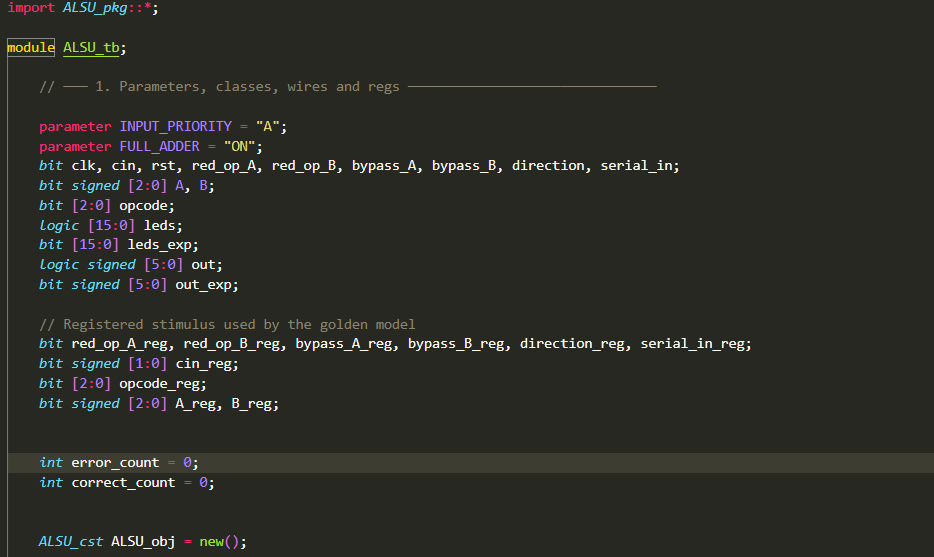 import ALSU_pkg::*;
module ALSU_tb;
// ─── 1. Parameters, classes, wires and regs ───────────────────────────────
parameter INPUT_PRIORITY = "A";
parameter FULL_ADDER = "ON";
bit clk, cin, rst, red_op_A, red_op_B, bypass_A, bypass_B, direction, serial_in;
bit signed [2:0] A, B;
bit [2:0] opcode;
logic [15:0] leds;
bit [15:0] leds_exp;
logic signed [5:0] out;
bit signed [5:0] out_exp;
// Registered stimulus used by the golden model
bit red_op_A_reg, red_op_B_reg, bypass_A_reg, bypass_B_reg, direction_reg, serial_in_reg;
bit signed [1:0] cin_reg;
bit [2:0] opcode_reg;
bit signed [2:0] A_reg, B_reg;
int error_count = 0;
int correct_count = 0;
ALSU_cst ALSU_obj = new();